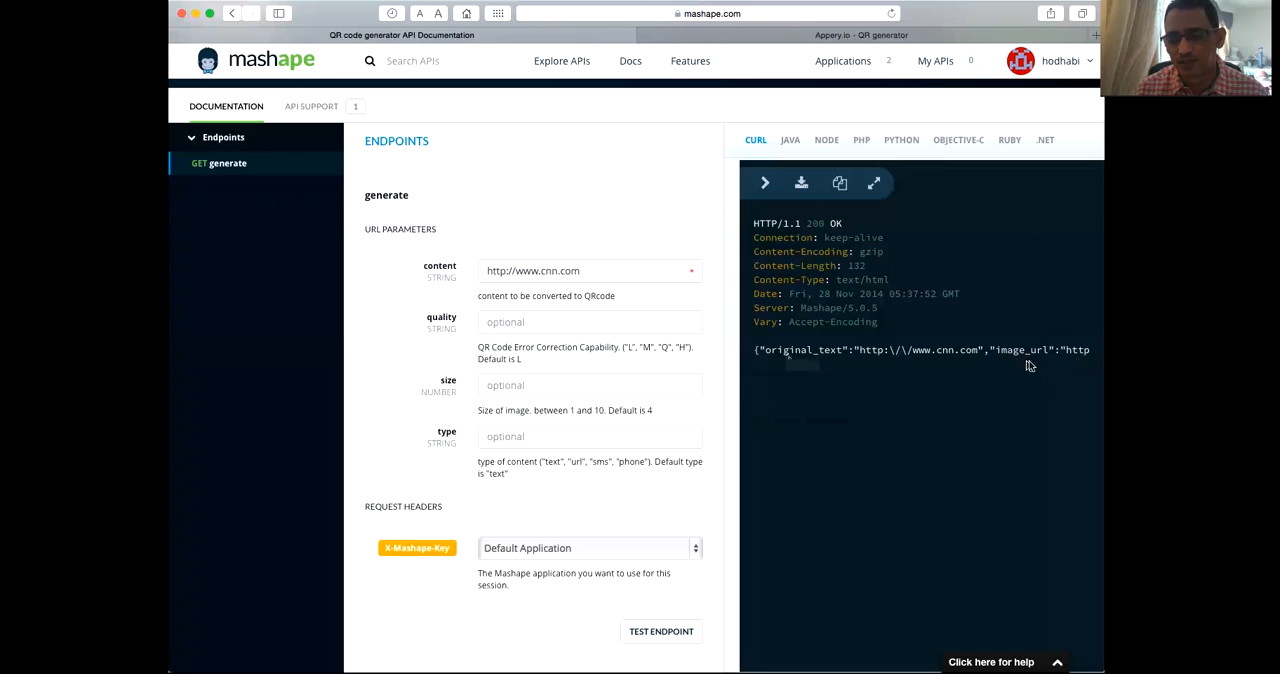 A A
mashape.com
QR code generator API Documentation
Appery.io - QR generator
mashape
Search APIs
Explore APIs
Docs
Features
Applications 2
My APIs 0
hodhabi
DOCUMENTATION
API SUPPORT 1
Endpoints
GET generate
ENDPOINTS
generate
URL PARAMETERS
content
STRING
http://www.cnn.com *
content to be converted to QRcode
quality
STRING
optional
QR Code Error Correction Capability. ("L", "M", "Q", "H").
Default is L
size
NUMBER
optional
Size of image. between 1 and 10. Default is 4
type
STRING
optional
type of content ("text", "url", "sms", "phone"). Default type
is "text"
REQUEST HEADERS
X-Mashape-Key
Default Application
The Mashape application you want to use for this
session.
TEST ENDPOINT
CURL JAVA NODE PHP PYTHON OBJECTIVE-C RUBY .NET
HTTP/1.1 200 OK
Connection: keep-alive
Content-Encoding: gzip
Content-Length: 132
Content-Type: text/html
Date: Fri, 28 Nov 2014 05:37:52 GMT
Server: Mashape/5.0.5
Vary: Accept-Encoding
{"original_text":"http:\/\/www.cnn.com","image_url":"http
Click here for help